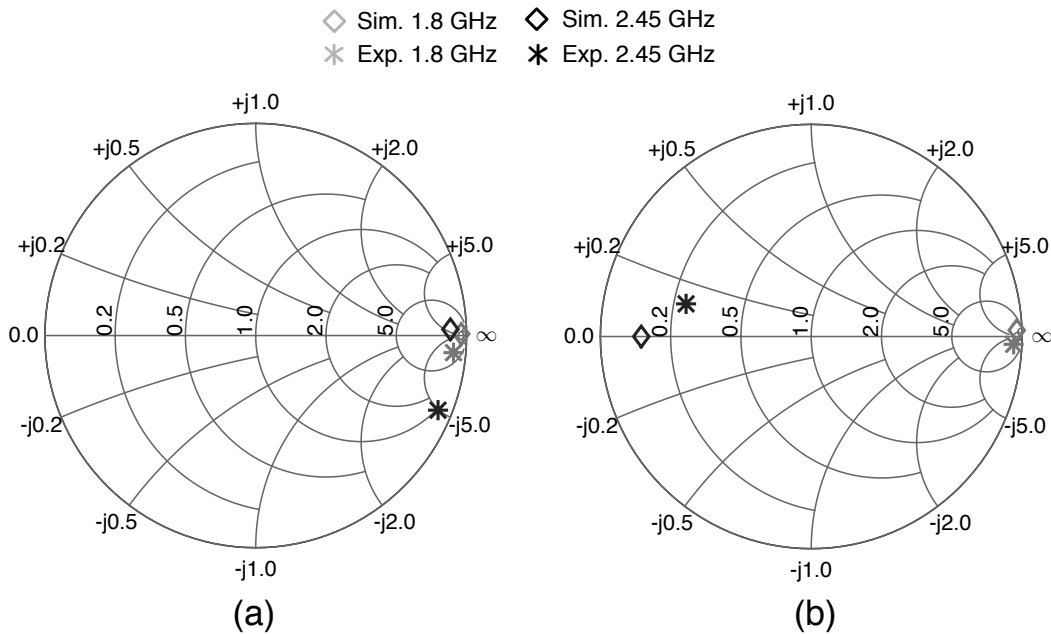 Sim. 1.8 GHz Sim. 2.45 GHz
Exp. 1.8 GHz Exp. 2.45 GHz
+j1.0
+j0.5 +j2.0
+j0.2 +j5.0
0.0 0.2 0.5 1.0 2.0 5.0 ∞
-j0.2 -j5.0
-j0.5 -j2.0
-j1.0
(a)
+j1.0
+j0.5 +j2.0
+j0.2 +j5.0
0.0 0.2 0.5 1.0 2.0 5.0 ∞
-j0.2 -j5.0
-j0.5 -j2.0
-j1.0
(b)